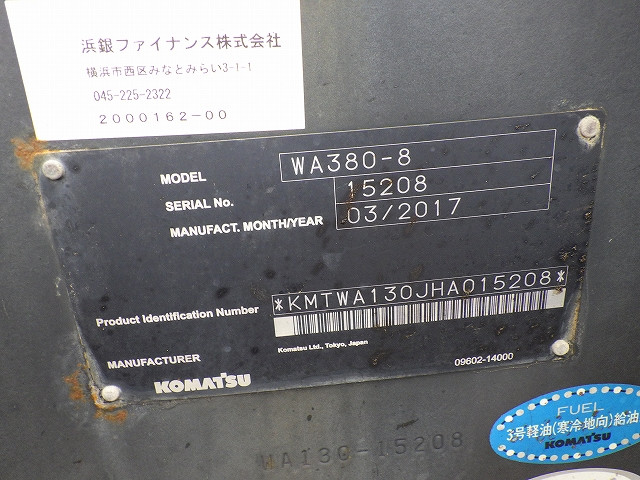 浜銀ファイナンス株式会社
横浜市西区みなとみらい3-1-1
045-225-2322
2000162-00
MODEL WA380-8
SERIAL No. 15208
MANUFACT. MONTH/YEAR 03/2017
Product Identification Number *KMTWA130JHA015208*
Komatsu Ltd., Tokyo, Japan
MANUFACTURER 09602-14000
KOMATSU
FUEL
3号軽油(寒冷地向)給油
KOMATSU
WA130-15208